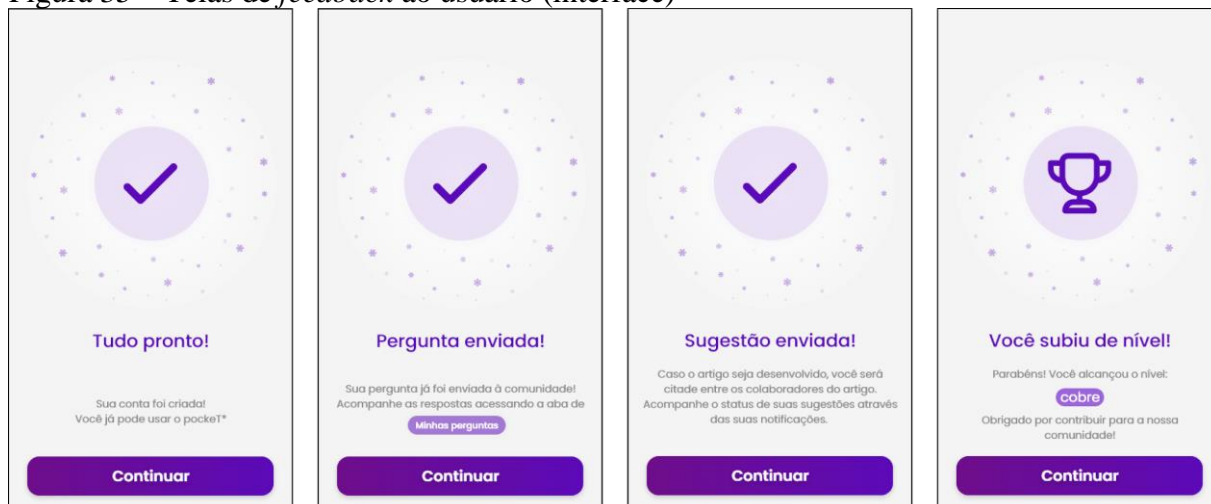 Figura 33 – Telas de feedback ao usuário (interface)
Tudo pronto!
Sua conta foi criada!
Você já pode usar o pockeT*
Continuar
Pergunta enviada!
Sua pergunta já foi enviada à comunidade!
Acompanhe as respostas acessando a aba de
Minhas perguntas
Continuar
Sugestão enviada!
Caso o artigo seja desenvolvido, você será
citade entre os colaboradores do artigo.
Acompanhe o status de suas sugestões através
das suas notificações.
Continuar
Você subiu de nível!
Parabéns! Você alcançou o nível:
cobre
Obrigado por contribuir para a nossa
comunidade!
Continuar